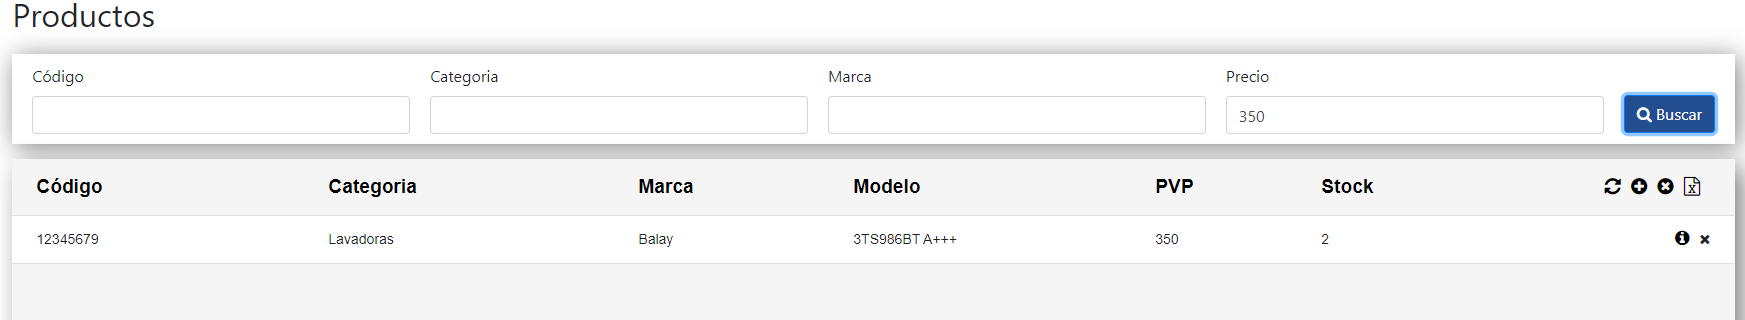 Productos
Código Categoria Marca Precio
350 Buscar
Código Categoria Marca Modelo PVP Stock
12345679 Lavadoras Balay 3TS986BT A+++ 350 2